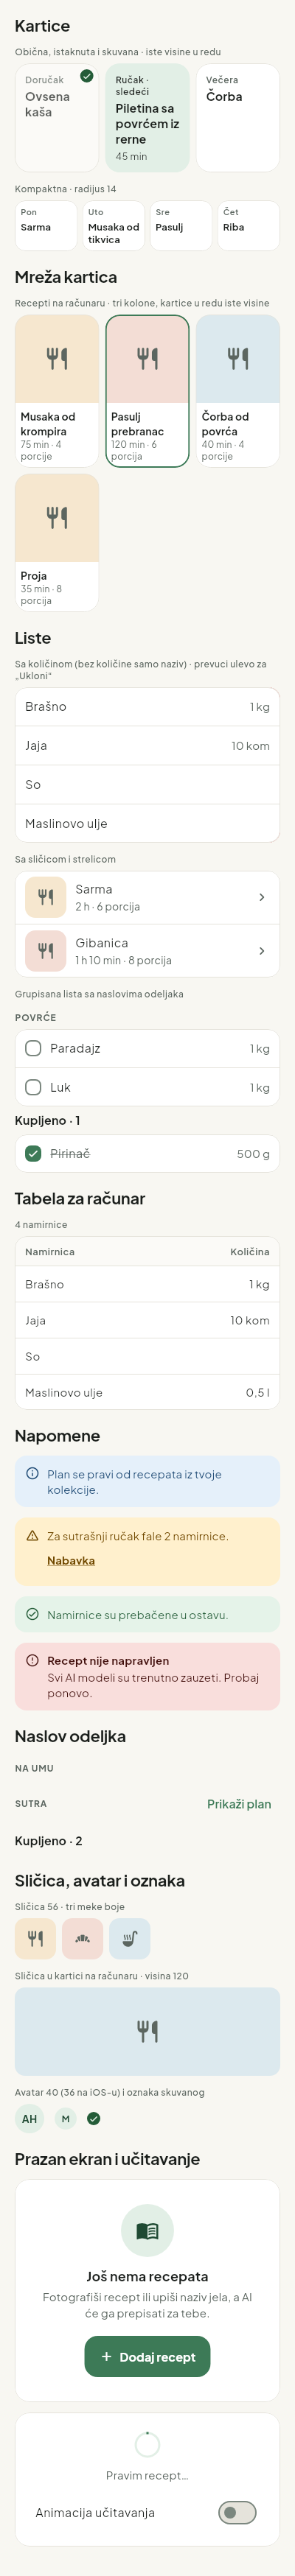 Kartice
Obična, istaknuta i skuvana · iste visine u redu
Doručak
Ovsena
kaša
Ručak ·
sledeći
Piletina sa
povrćem iz
rerne
45 min
Večera
Čorba
Kompaktna · radijus 14
Pon
Sarma
Uto
Musaka od
tikvica
Sre
Pasulj
Čet
Riba
Mreža kartica
Recepti na računaru · tri kolone, kartice u redu iste visine
Musaka od
krompira
75 min · 4
porcije
Pasulj
prebranac
120 min · 6
porcija
Čorba od
povrća
40 min · 4
porcije
Proja
35 min · 8
porcija
Liste
Sa količinom (bez količine samo naziv) · prevuci ulevo za
„Ukloni“
Brašno 1 kg
Jaja 10 kom
So
Maslinovo ulje
Sa sličicom i strelicom
Sarma
2 h · 6 porcija
Gibanica
1 h 10 min · 8 porcija
Grupisana lista sa naslovima odeljaka
POVRĆE
Paradajz 1 kg
Luk 1 kg
Kupljeno · 1
Pirinač 500 g
Tabela za računar
4 namirnice
Namirnica Količina
Brašno 1 kg
Jaja 10 kom
So
Maslinovo ulje 0,5 l
Napomene
Plan se pravi od recepata iz tvoje
kolekcije.
Za sutrašnji ručak fale 2 namirnice.
Nabavka
Namirnice su prebačene u ostavu.
Recept nije napravljen
Svi AI modeli su trenutno zauzeti. Probaj
ponovo.
Naslov odeljka
NA UMU
SUTRA Prikaži plan
Kupljeno · 2
Sličica, avatar i oznaka
Sličica 56 · tri meke boje
Sličica u kartici na računaru · visina 120
Avatar 40 (36 na iOS-u) i oznaka skuvanog
AH M
Prazan ekran i učitavanje
Još nema recepata
Fotografiši recept ili upiši naziv jela, a AI
će ga prepisati za tebe.
+ Dodaj recept
Pravim recept…
Animacija učitavanja